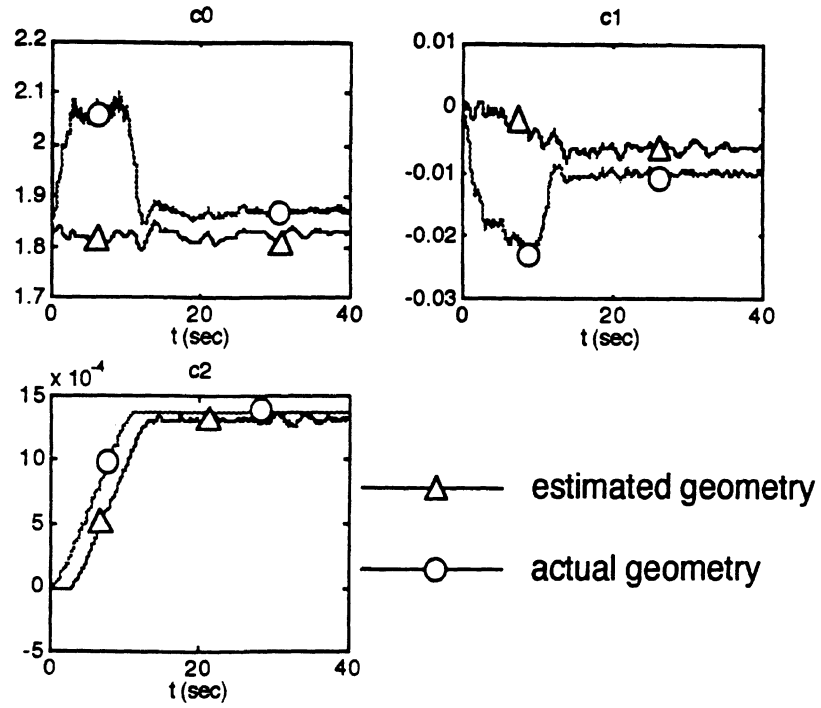 c0
2.2
2.1
2
1.9
1.8
1.7
0
20
40
t (sec)
c1
0.01
0
-0.01
-0.02
-0.03
0
20
40
t (sec)
x 10^-4
c2
15
10
5
0
-5
0
20
40
t (sec)
estimated geometry
actual geometry